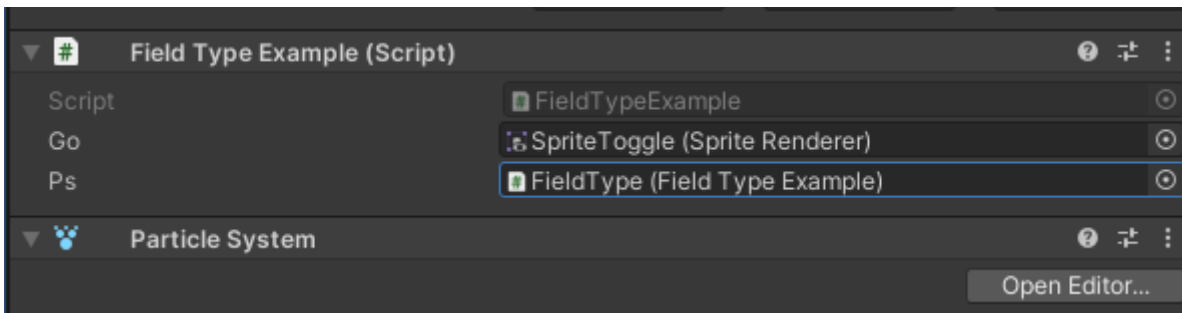 Field Type Example (Script)
Script FieldTypeExample
Go SpriteToggle (Sprite Renderer)
Ps FieldType (Field Type Example)
Particle System
Open Editor...